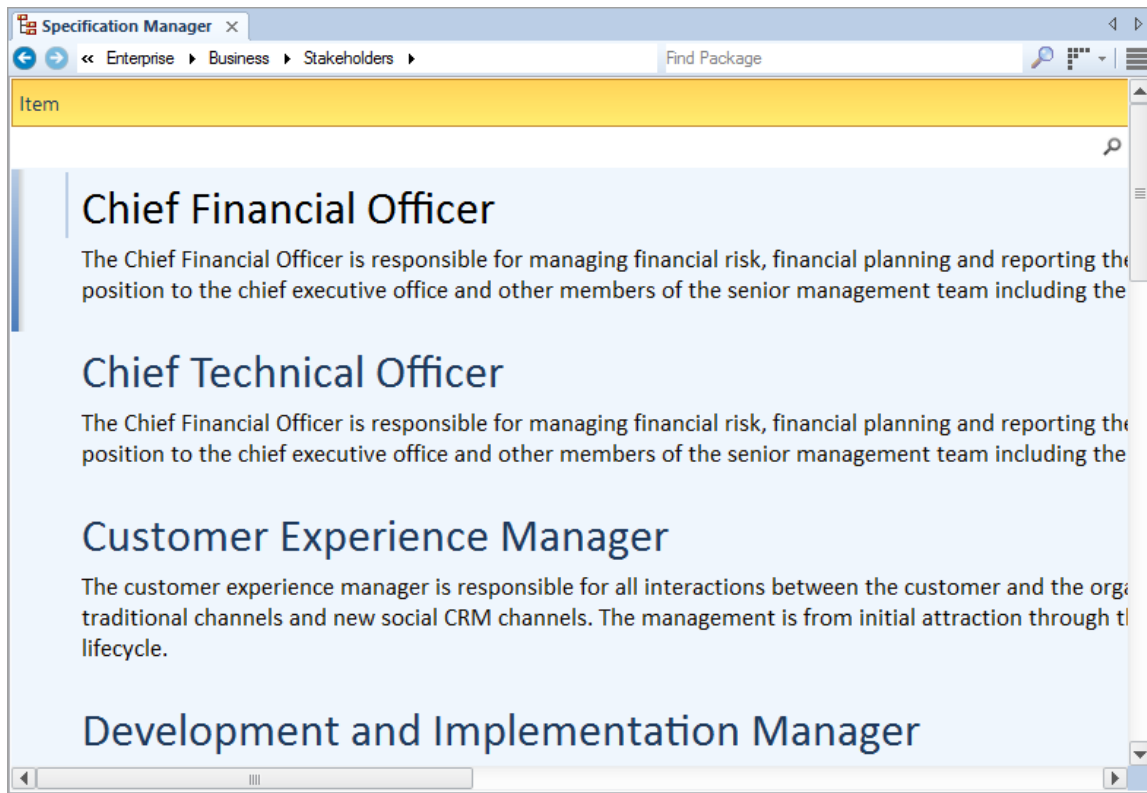 Specification Manager
« Enterprise Business Stakeholders Find Package
Item
Chief Financial Officer
The Chief Financial Officer is responsible for managing financial risk, financial planning and reporting the
position to the chief executive office and other members of the senior management team including the
Chief Technical Officer
The Chief Financial Officer is responsible for managing financial risk, financial planning and reporting the
position to the chief executive office and other members of the senior management team including the
Customer Experience Manager
The customer experience manager is responsible for all interactions between the customer and the orga
traditional channels and new social CRM channels. The management is from initial attraction through
lifecycle.
Development and Implementation Manager